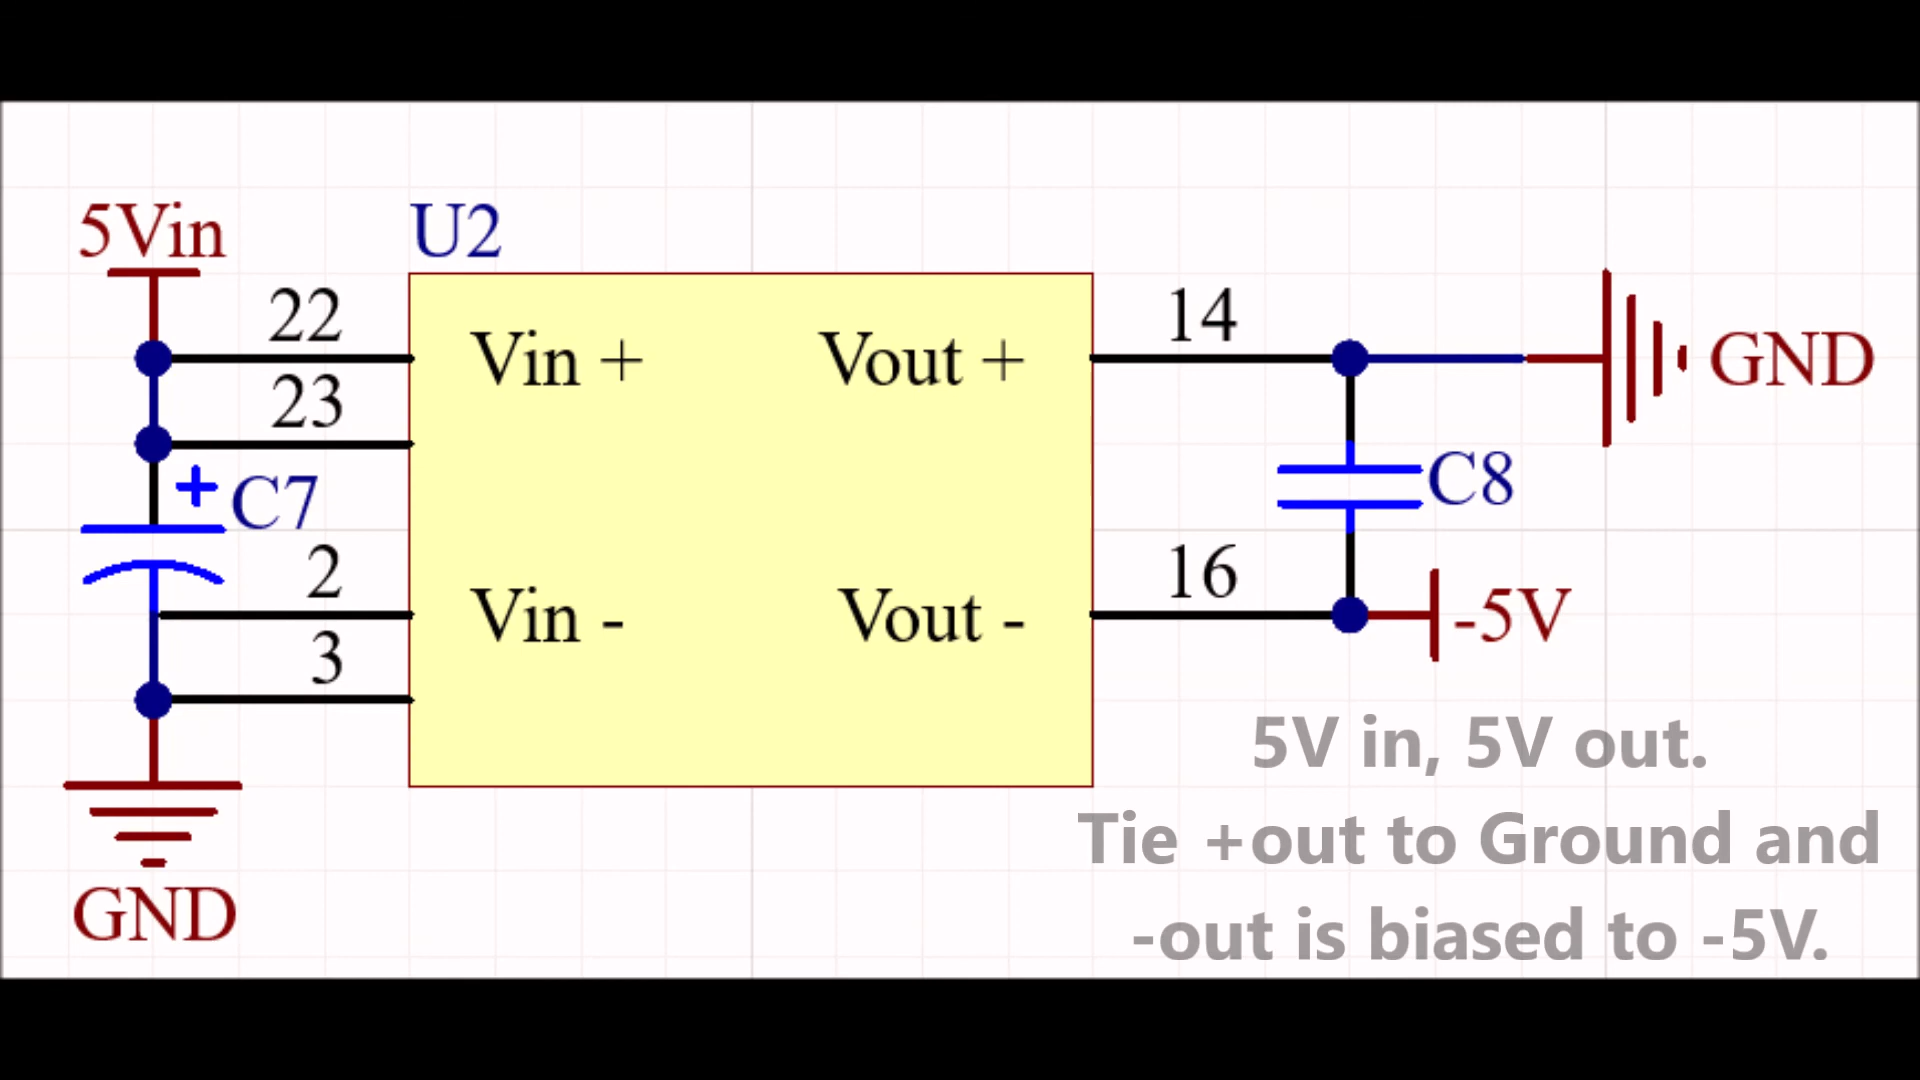 5Vin
U2
22
Vin +
Vout +
14
GND
23
+
C7
C8
2
Vin -
Vout -
16
-5V
3
GND
5V in, 5V out.
Tie +out to Ground and
-out is biased to -5V.